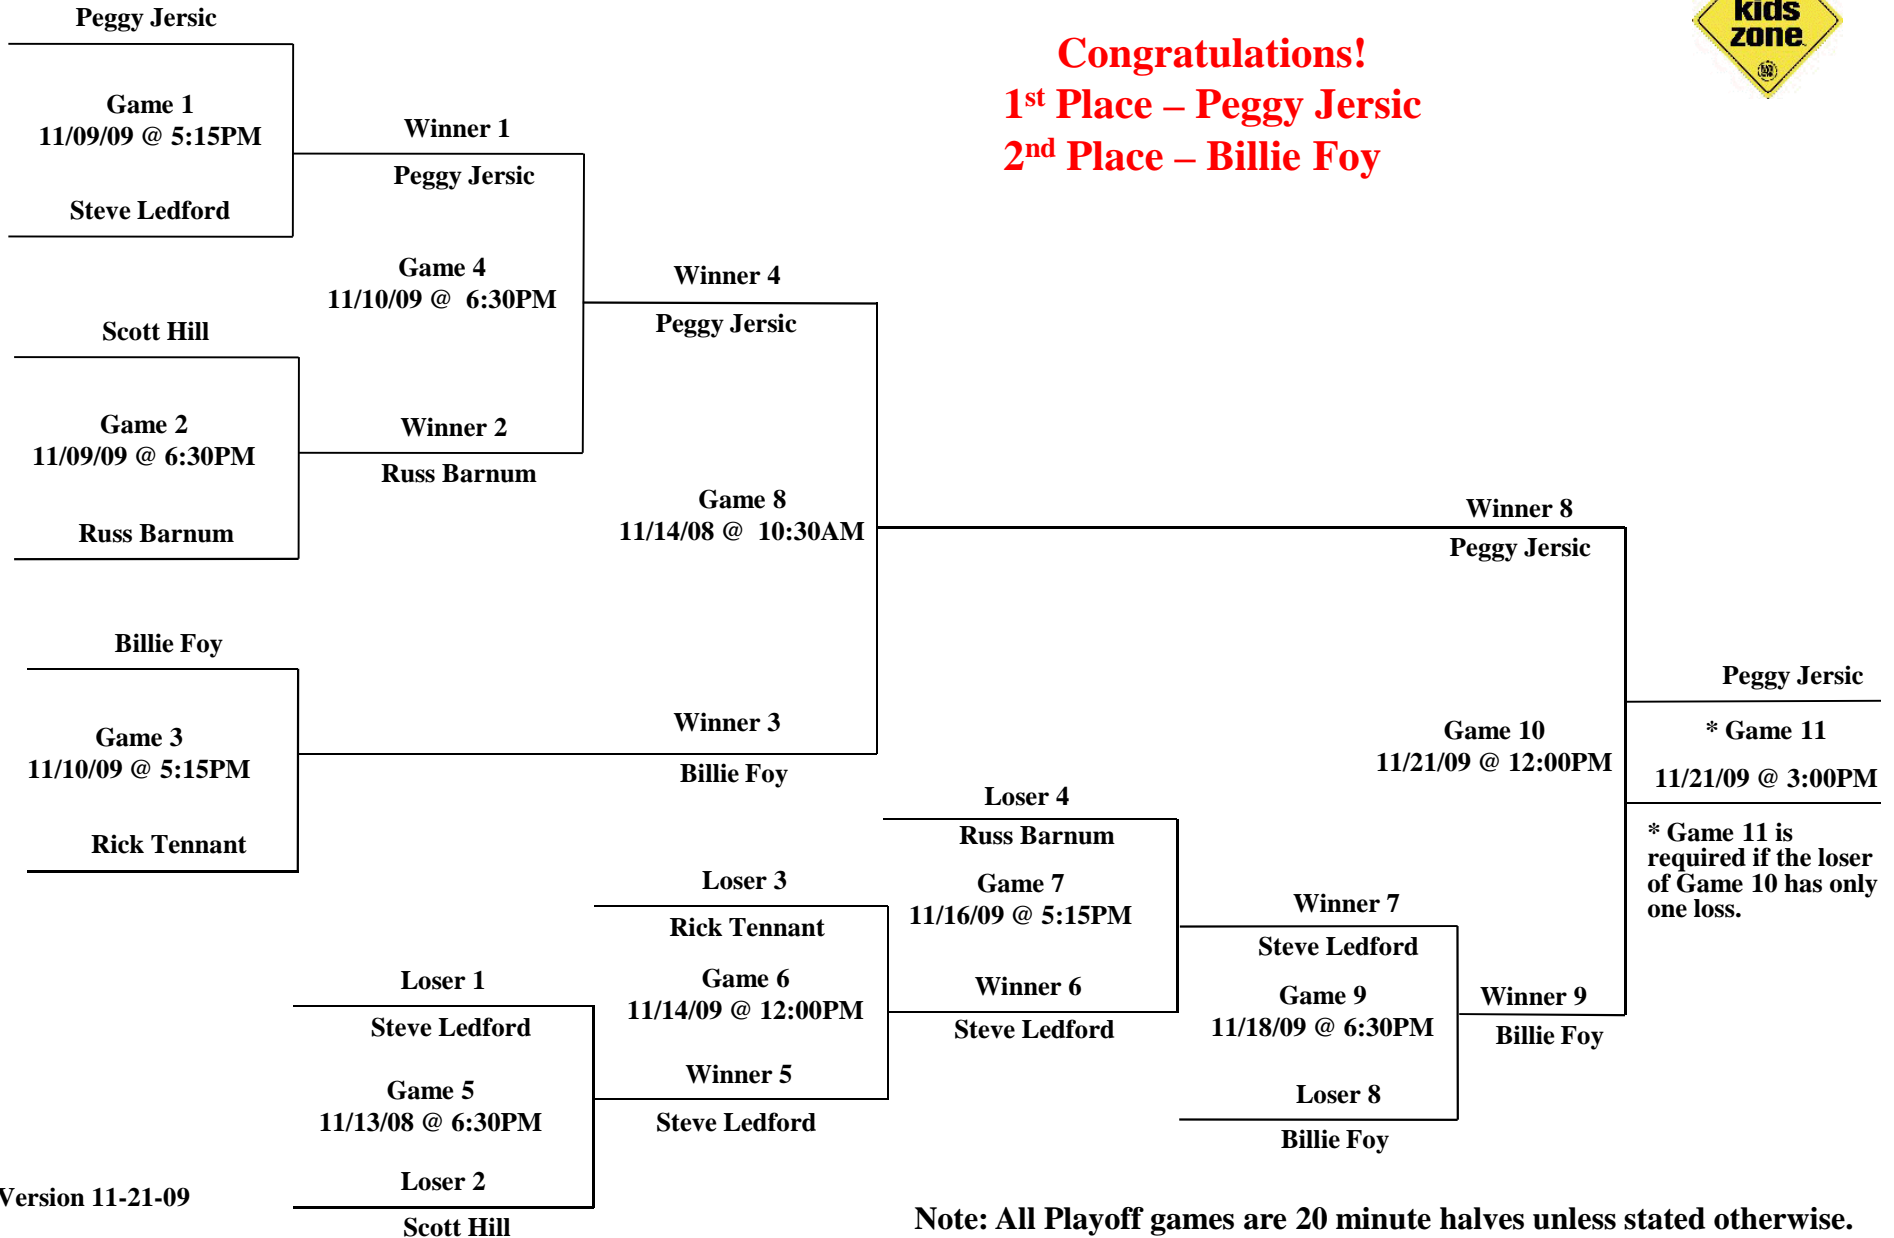 Peggy Jersic
Game 1
11/09/09 @ 5:15PM
Steve Ledford
Scott Hill
Game 2
11/09/09 @ 6:30PM
Russ Barnum
Billie Foy
Game 3
11/10/09 @ 5:15PM
Rick Tennant
Winner 1
Peggy Jersic
Game 4
11/10/09 @  6:30PM
Winner 2
Russ Barnum
Winner 4
Peggy Jersic
Game 8
11/14/08 @  10:30AM
Winner 3
Billie Foy
Congratulations!
1st Place – Peggy Jersic
2nd Place – Billie Foy
kids
zone
Winner 8
Peggy Jersic
Game 10
11/21/09 @ 12:00PM
Peggy Jersic
* Game 11
11/21/09 @ 3:00PM
* Game 11 is
required if the loser
of Game 10 has only
one loss.
Loser 1
Steve Ledford
Game 5
11/13/08 @ 6:30PM
Loser 2
Scott Hill
Loser 3
Rick Tennant
Game 6
11/14/09 @ 12:00PM
Winner 5
Steve Ledford
Loser 4
Russ Barnum
Game 7
11/16/09 @ 5:15PM
Winner 6
Steve Ledford
Winner 7
Steve Ledford
Game 9
11/18/09 @ 6:30PM
Loser 8
Billie Foy
Winner 9
Billie Foy
Version 11-21-09
Note: All Playoff games are 20 minute halves unless stated otherwise.